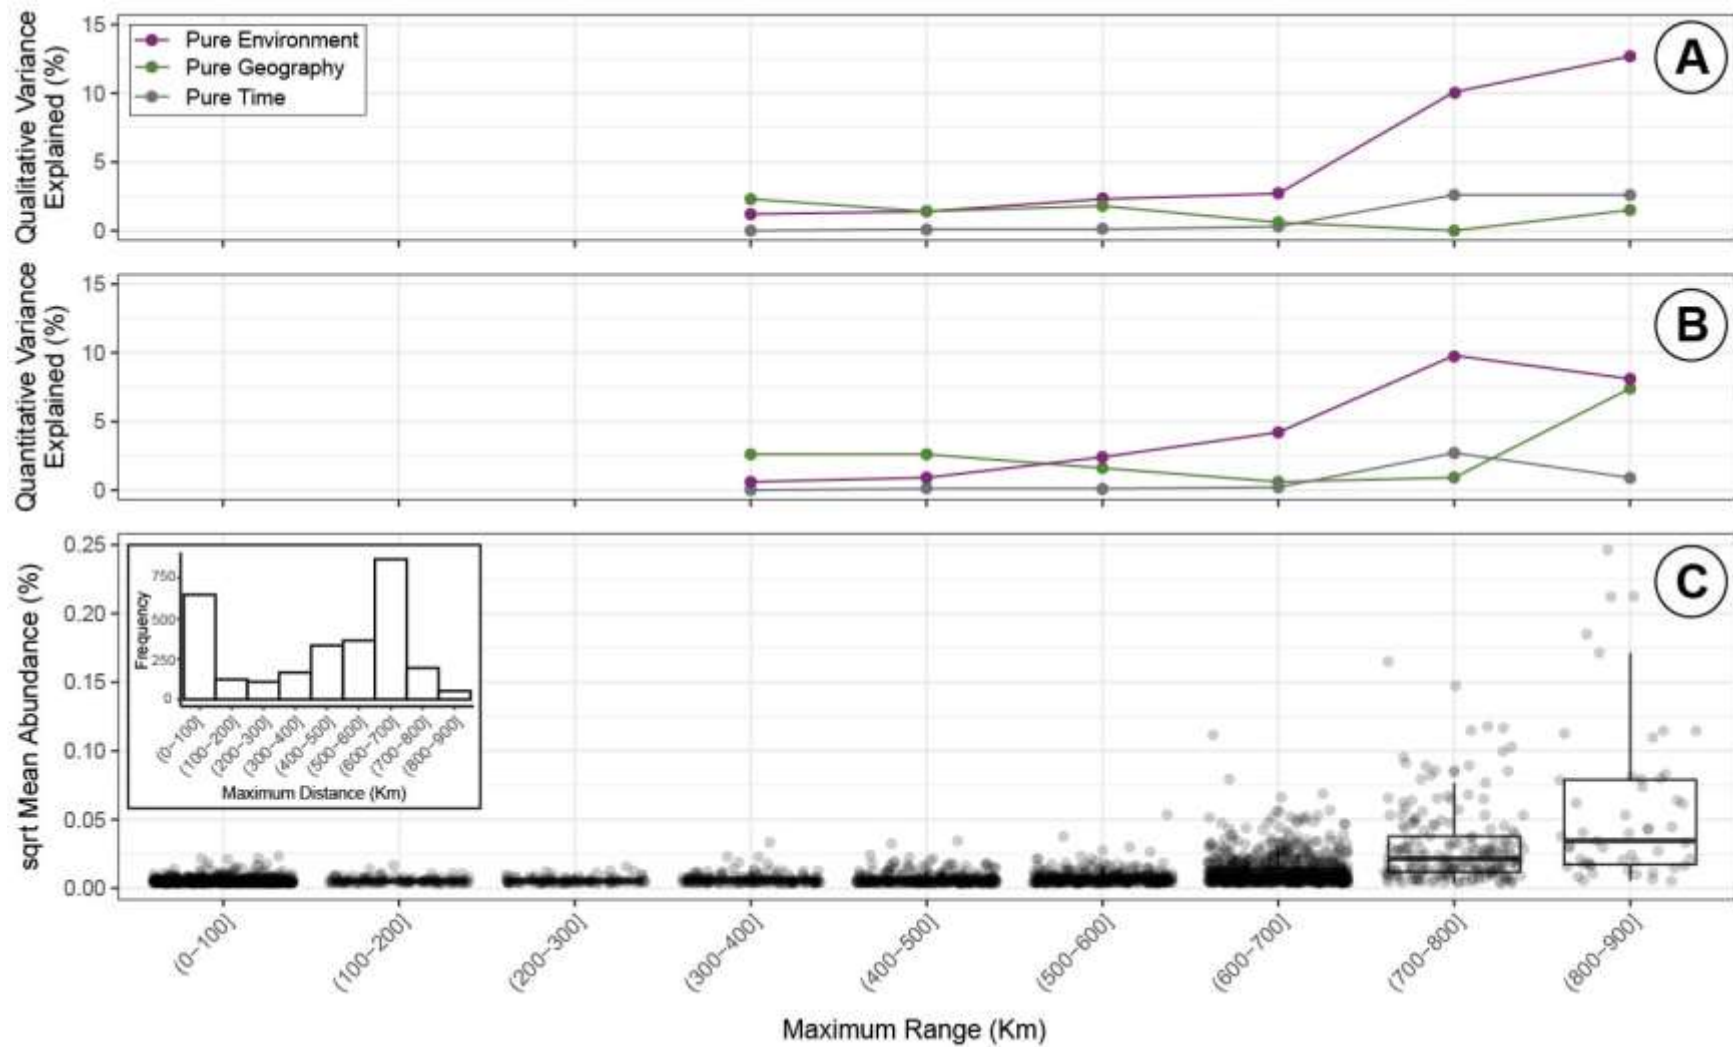 Qualitative Variance
Explained (%)
15
10
5
0
Pure Environment
Pure Geography
Pure Time
A
Quantitative Variance
Explained (%)
15
10
5
0
B
sqrt Mean Abundance (%)
0.25
0.20
0.15
0.10
0.05
0.00
Frequency
750
500
250
0
(0−100]
(100−200]
(200−300]
(300−400]
(400−500]
(500−600]
(600−700]
(700−800]
(800−900]
Maximum Distance (Km)
C
(0−100]
(100−200]
(200−300]
(300−400]
(400−500]
(500−600]
(600−700]
(700−800]
(800−900]
Maximum Range (Km)